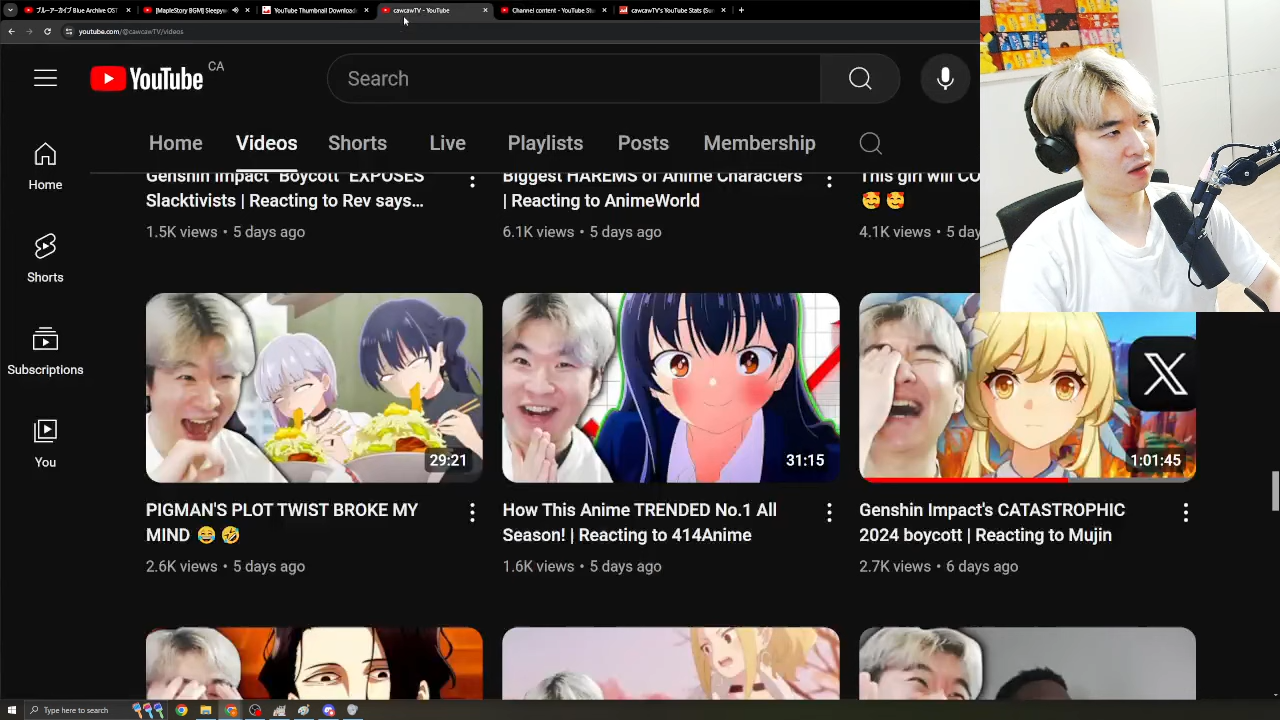 ブルーアーカイブ Blue Archive OST
[MapleStory BGM] Sleepyw
YouTube Thumbnail Download
cawcawTV - YouTube
Channel content - YouTube St
cawcawTV's YouTube Stats (Su
youtube.com/@cawcawTV/videos
YouTube CA
Search
Home
Videos
Shorts
Live
Playlists
Posts
Membership
Home
Shorts
Subscriptions
You
Genshin Impact "Boycott" EXPOSES
Slacktivists | Reacting to Rev says...
1.5K views • 5 days ago
Biggest HAREMS of Anime Characters
| Reacting to AnimeWorld
6.1K views • 5 days ago
This girl will CO
🥰 🥰
4.1K views • 5 day
29:21
PIGMAN'S PLOT TWIST BROKE MY
MIND 😂 🤣
2.6K views • 5 days ago
31:15
How This Anime TRENDED No.1 All
Season! | Reacting to 414Anime
1.6K views • 5 days ago
X
1:01:45
Genshin Impact's CATASTROPHIC
2024 boycott | Reacting to Mujin
2.7K views • 6 days ago
Type here to search